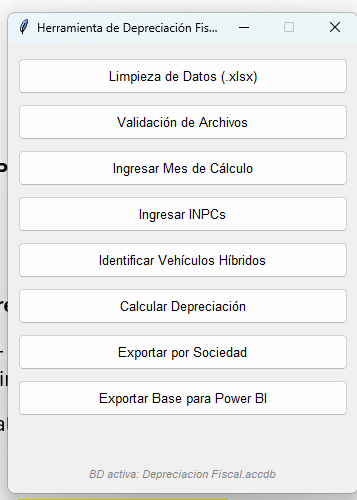 Herramienta de Depreciación Fis...
Limpieza de Datos (.xlsx)
Validación de Archivos
Ingresar Mes de Cálculo
Ingresar INPCs
Identificar Vehículos Híbridos
Calcular Depreciación
Exportar por Sociedad
Exportar Base para Power BI
BD activa: Depreciacion Fiscal.accdb